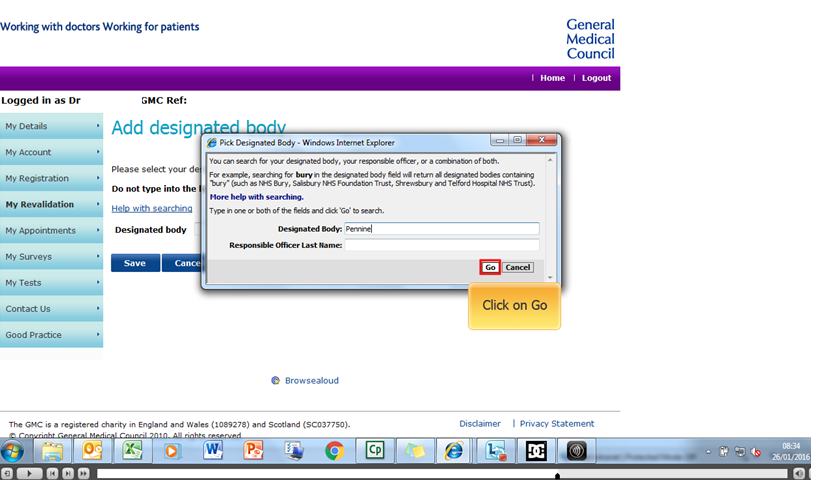 Working with doctors Working for patients
General
Medical
Council
Home | Logout
Logged in as Dr
GMC Ref:
My Details
My Account
My Registration
My Revalidation
My Appointments
My Surveys
My Tests
Contact Us
Good Practice
Add designated body
Please select your de
Do not type into the
Help with searching
Designated body
Save
Cance
Pick Designated Body - Windows Internet Explorer
You can search for your designated body, your responsible officer, or a combination of both.
For example, searching for bury in the designated body field will return all designated bodies containing
"bury" (such as NHS Bury, Salisbury NHS Foundation Trust, Shrewsbury and Telford Hospital NHS Trust).
More help with searching.
Type in one or both of the fields and click 'Go' to search.
Designated Body: Pennine
Responsible Officer Last Name:
Go Cancel
Click on Go
Browsealoud
The GMC is a registered charity in England and Wales (1089278) and Scotland (SC037750).
Disclaimer | Privacy Statement
© Copyright General Medical Council 2010. All rights reserved
08:34
26/01/2016